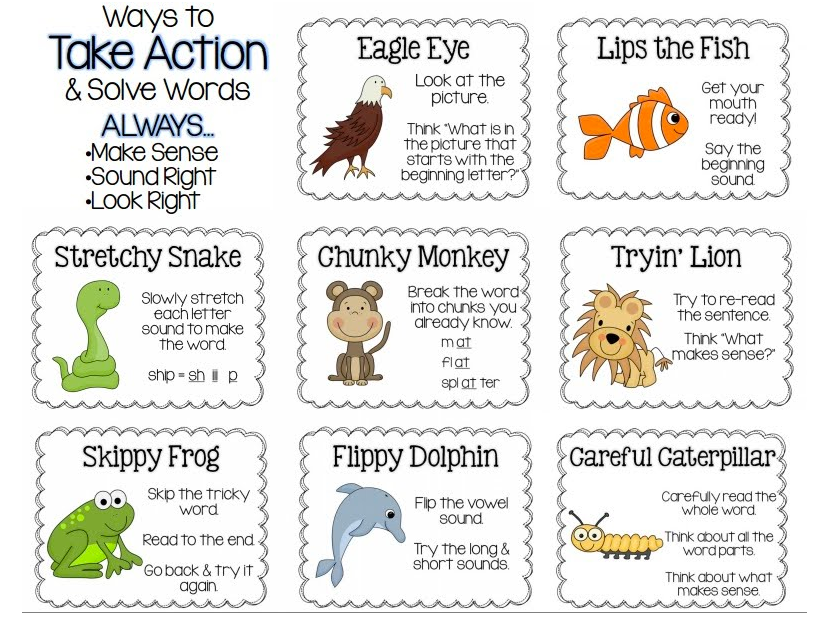 Ways to
Take Action
& Solve Words
ALWAYS...
•Make Sense
•Sound Right
•Look Right
Eagle Eye
Look at the
picture.
Think "What is in
the picture that
starts with the
beginning letter?"
Lips the Fish
Get your
mouth
ready!
Say the
beginning
sound.
Stretchy Snake
Slowly stretch
each letter
sound to make
the word.
ship = sh iii p
Chunky Monkey
Break the word
into chunks you
already know.
m at
fl at
spl at ter
Tryin' Lion
Try to re-read
the sentence.
Think "What
makes sense?"
Skippy Frog
Skip the tricky
word.
Read to the end.
Go back & try it
again.
Flippy Dolphin
Flip the vowel
sound.
Try the long &
short sounds.
Careful Caterpillar
Carefully read the
whole word.
Think about all the
word parts.
Think about what
makes sense.